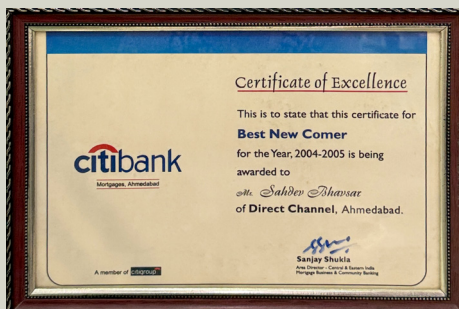 Certificate of Excellence
This is to state that this certificate for
Best New Comer
for the Year, 2004-2005 is being
awarded to
Mr. Sahdev Bhavsar
of Direct Channel, Ahmedabad.
citibank
Mortgages, Ahmedabad
Sanjay Shukla
Area Director - Central & Eastern India
Mortgage Business & Community Banking
A member of citigroup